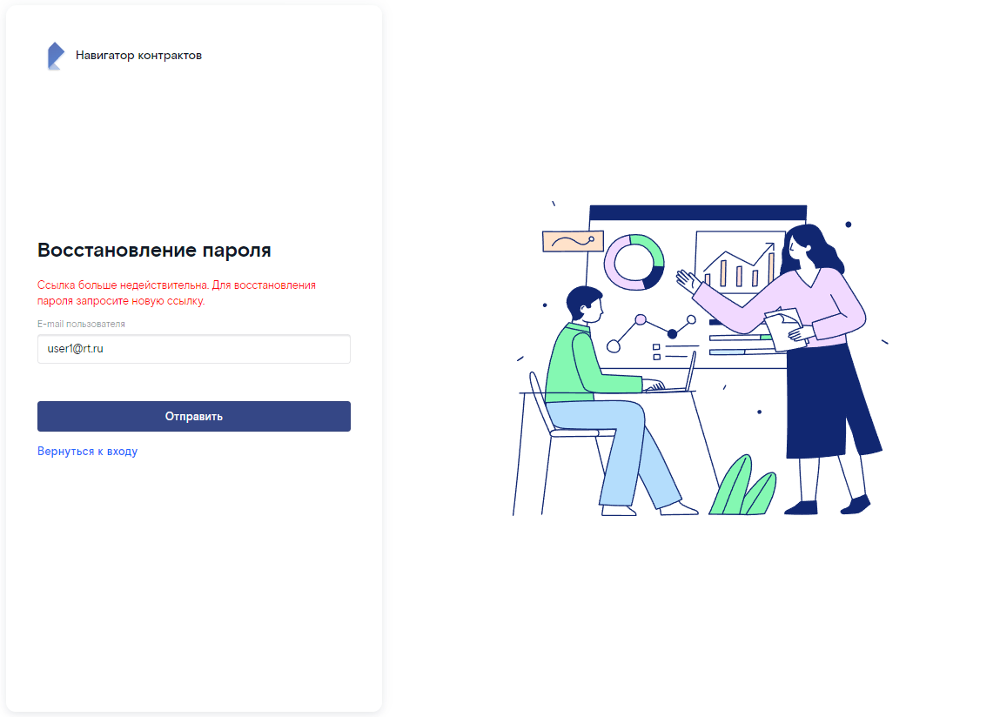 Навигатор контрактов
Восстановление пароля
Ссылка больше недействительна. Для восстановления
пароля запросите новую ссылку.
E-mail пользователя
user1@rt.ru
Отправить
Вернуться к входу